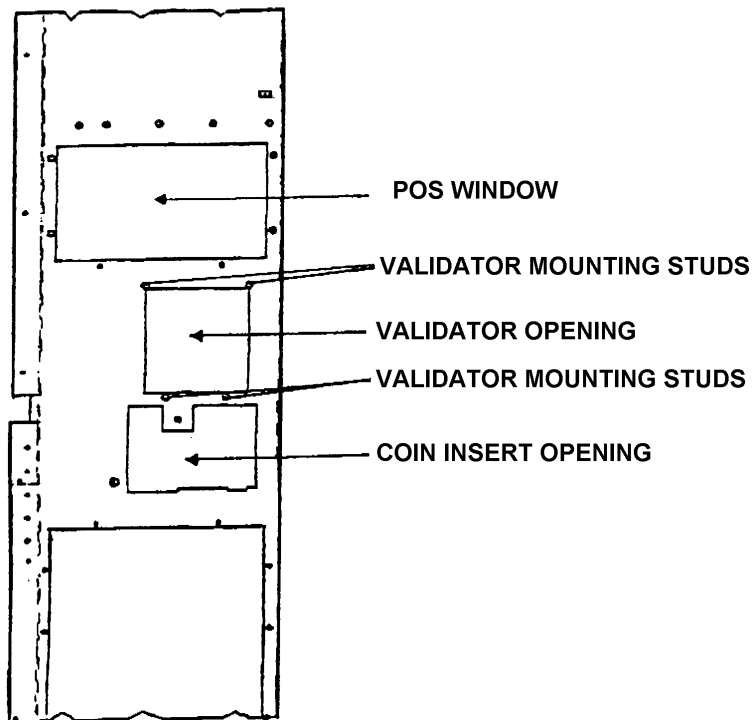 POS WINDOW
VALIDATOR MOUNTING STUDS
VALIDATOR OPENING
VALIDATOR MOUNTING STUDS
COIN INSERT OPENING